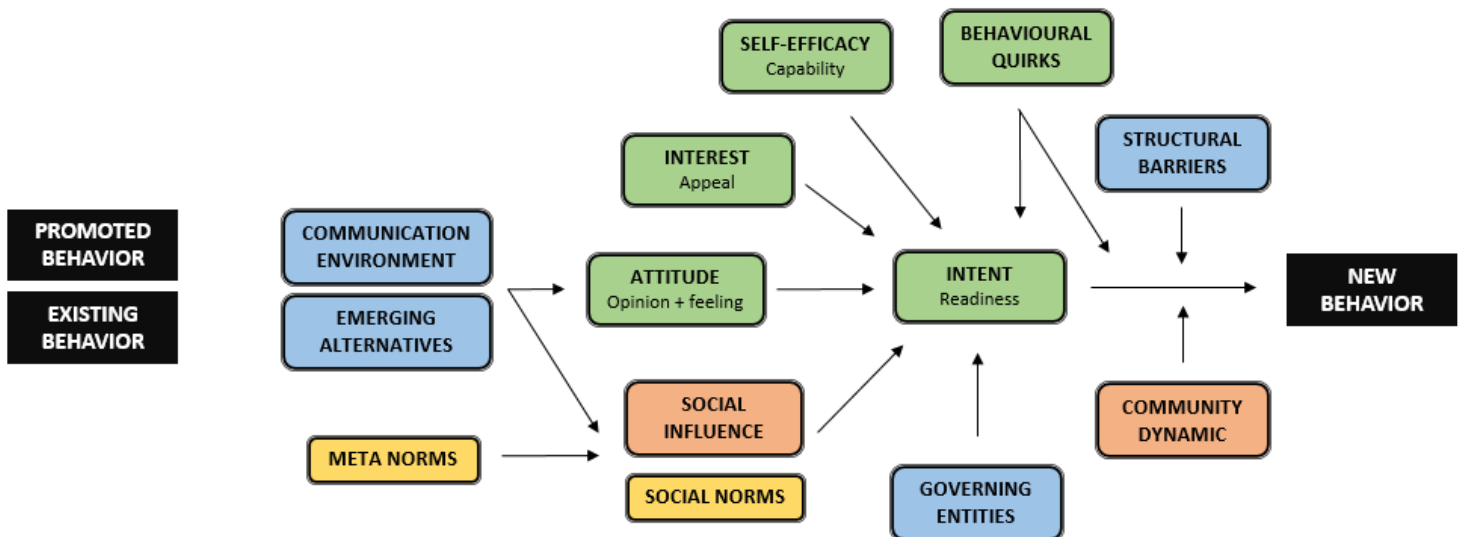 SELF-EFFICACY
Capability
BEHAVIOURAL
QUIRKS
STRUCTURAL
BARRIERS
INTEREST
Appeal
PROMOTED
BEHAVIOR
EXISTING
BEHAVIOR
COMMUNICATION
ENVIRONMENT
EMERGING
ALTERNATIVES
ATTITUDE
Opinion + feeling
INTENT
Readiness
NEW
BEHAVIOR
SOCIAL
INFLUENCE
COMMUNITY
DYNAMIC
META NORMS
SOCIAL NORMS
GOVERNING
ENTITIES